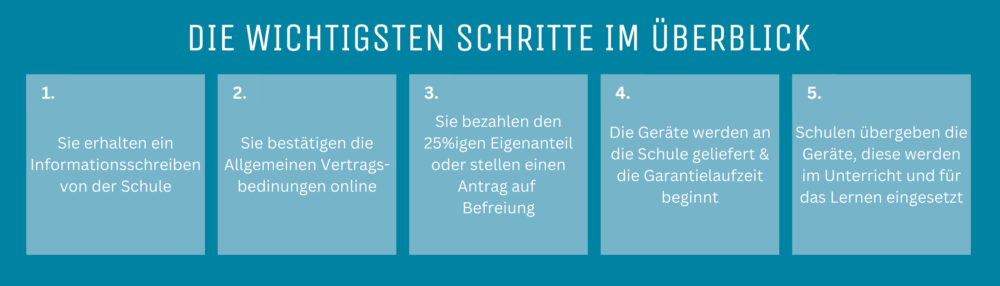 DIE WICHTIGSTEN SCHRITTE IM ÜBERBLICK
1.
Sie erhalten ein
Informationsschreiben
von der Schule
2.
Sie bestätigen die
Allgemeinen Vertrags-
bedinungen online
3.
Sie bezahlen den
25%igen Eigenanteil
oder stellen einen
Antrag auf
Befreiung
4.
Die Geräte werden an
die Schule geliefert &
die Garantielaufzeit
beginnt
5.
Schulen übergeben die
Geräte, diese werden
im Unterricht und für
das Lernen eingesetzt